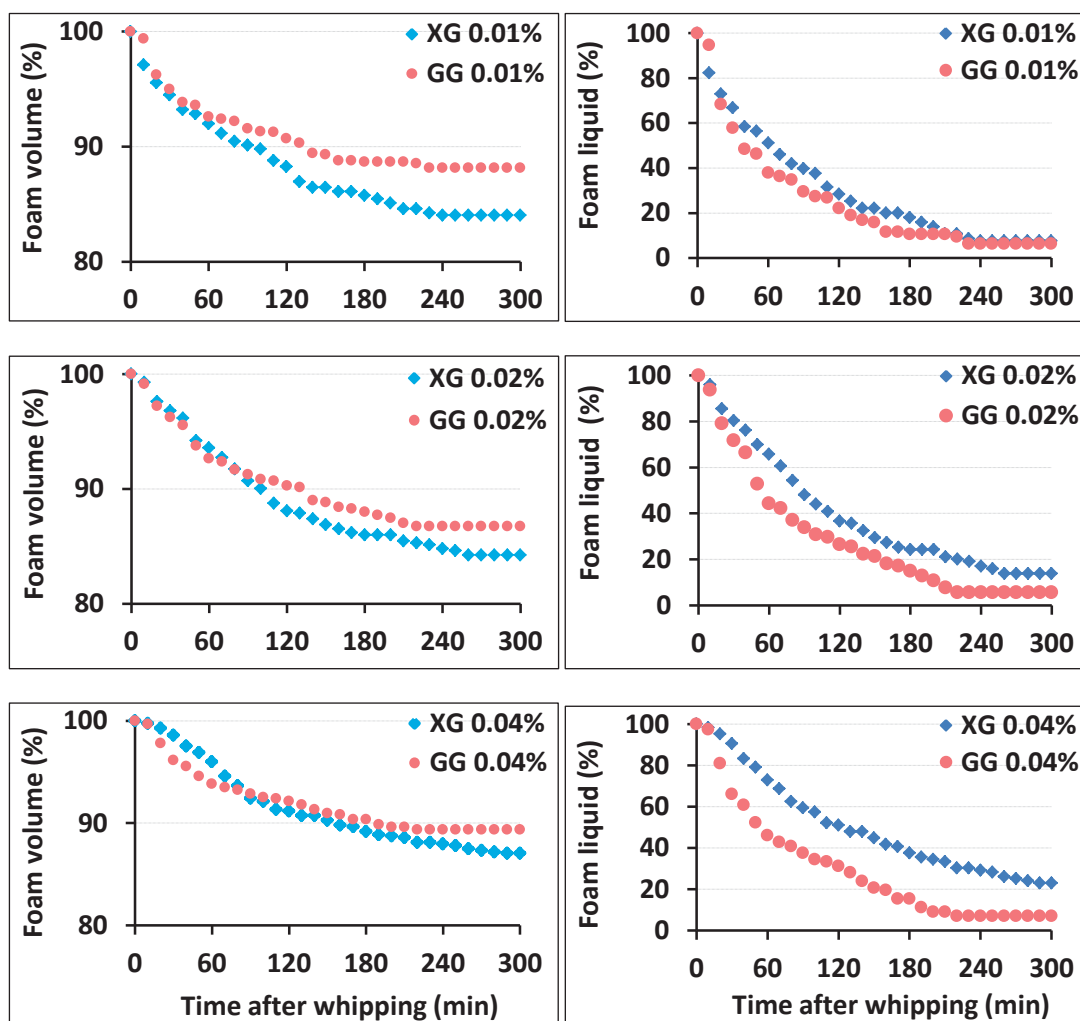 Foam volume (%)
100
90
80
0 60 120 180 240 300
XG 0.01%
GG 0.01%
Foam liquid (%)
100
80
60
40
20
0
0 60 120 180 240 300
XG 0.01%
GG 0.01%
Foam volume (%)
100
90
80
0 60 120 180 240 300
XG 0.02%
GG 0.02%
Foam liquid (%)
100
80
60
40
20
0
0 60 120 180 240 300
XG 0.02%
GG 0.02%
Foam volume (%)
100
90
80
0 60 120 180 240 300
XG 0.04%
GG 0.04%
Time after whipping (min)
Foam liquid (%)
100
80
60
40
20
0
0 60 120 180 240 300
XG 0.04%
GG 0.04%
Time after whipping (min)